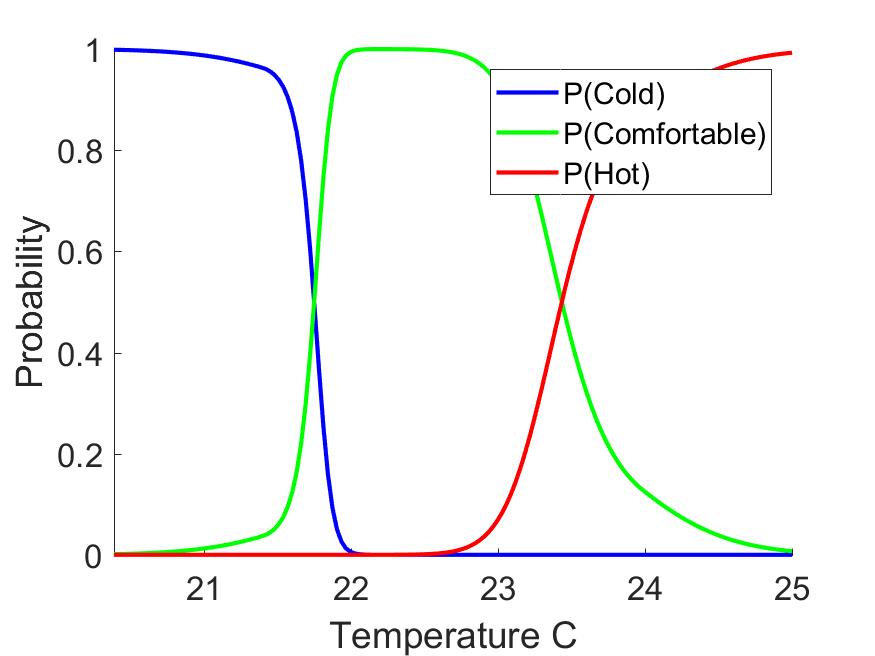 1
0.8
0.6
0.4
0.2
0
Probability
P(Cold)
P(Comfortable)
P(Hot)
21 22 23 24 25
Temperature C